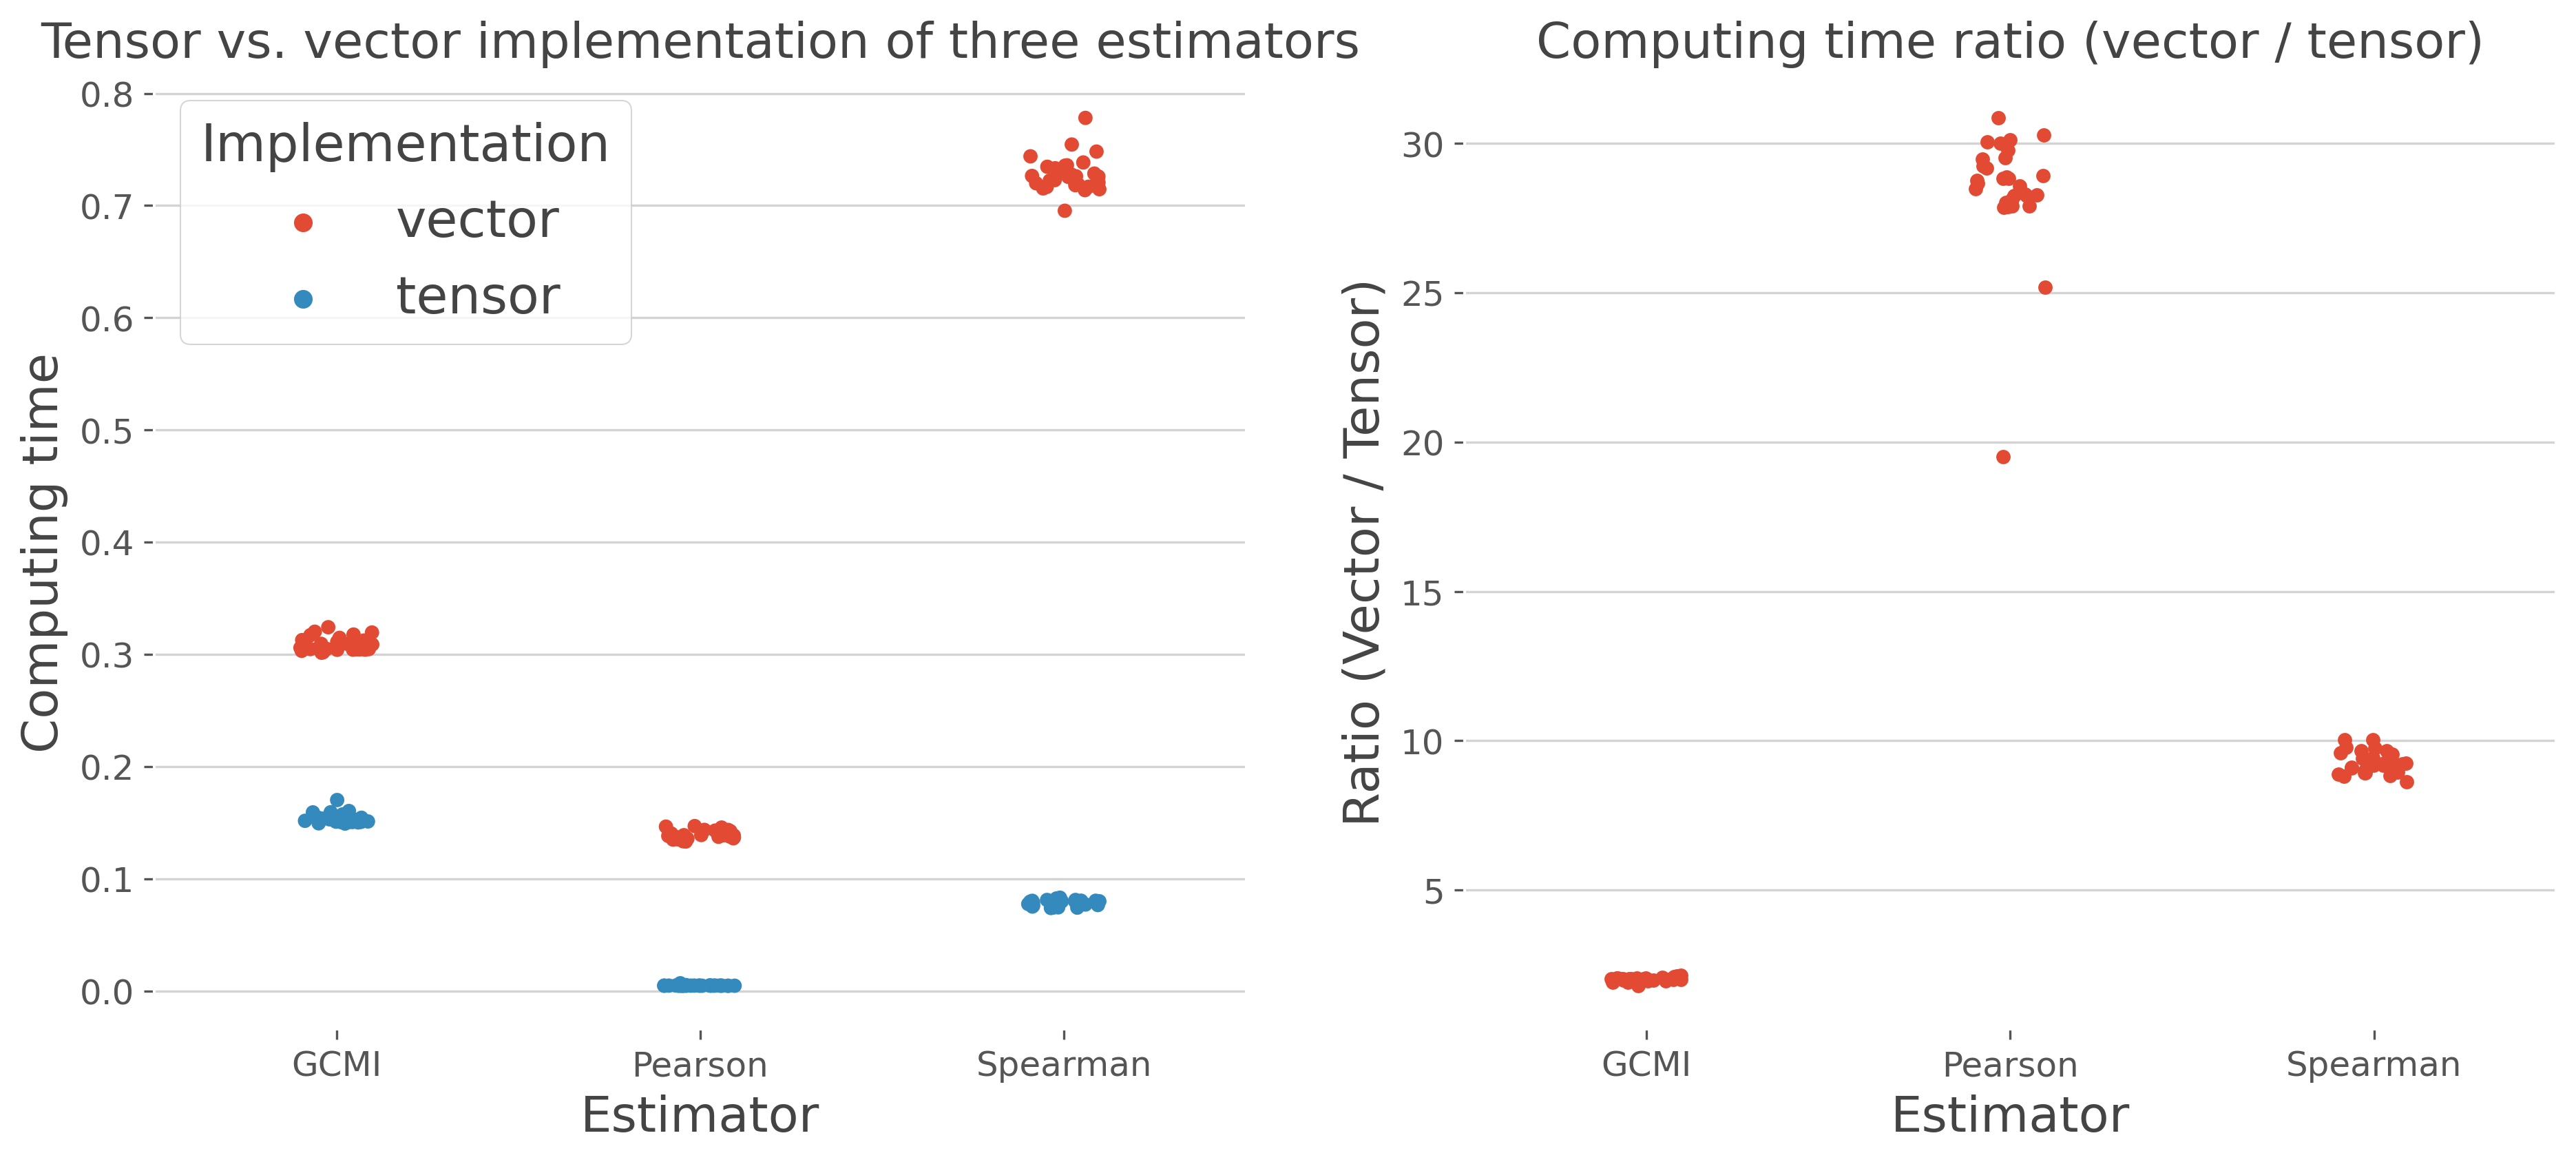 Tensor vs. vector implementation of three estimators
Implementation
vector
tensor
Computing time
0.8
0.7
0.6
0.5
0.4
0.3
0.2
0.1
0.0
GCMI Pearson Spearman
Estimator
Computing time ratio (vector / tensor)
Ratio (Vector / Tensor)
30
25
20
15
10
5
GCMI Pearson Spearman
Estimator